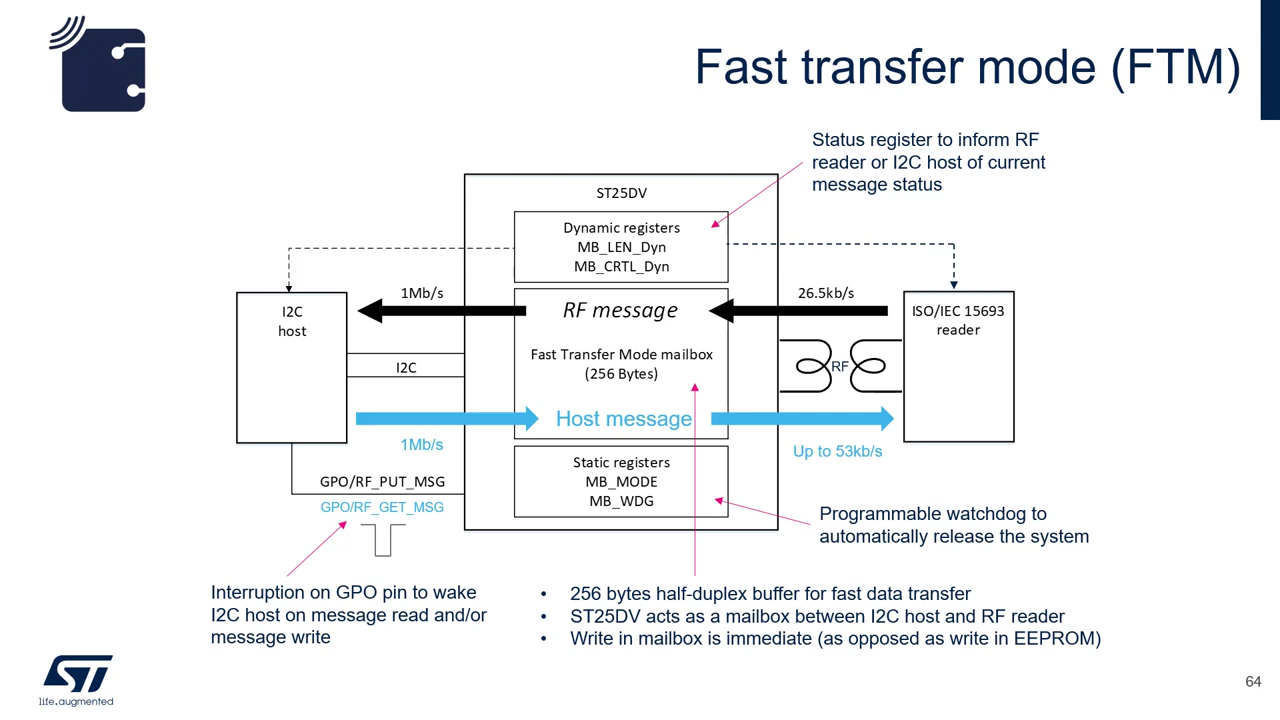 Fast transfer mode (FTM)
Status register to inform RF
reader or I2C host of current
message status
ST25DV
Dynamic registers
MB_LEN_Dyn
MB_CRTL_Dyn
1Mb/s
26.5kb/s
I2C
host
RF message
ISO/IEC 15693
reader
Fast Transfer Mode mailbox
(256 Bytes)
I2C
RF
Host message
1Mb/s
Up to 53kb/s
Static registers
MB_MODE
MB_WDG
GPO/RF_PUT_MSG
GPO/RF_GET_MSG
Programmable watchdog to
automatically release the system
Interruption on GPO pin to wake
I2C host on message read and/or
message write
• 256 bytes half-duplex buffer for fast data transfer
• ST25DV acts as a mailbox between I2C host and RF reader
• Write in mailbox is immediate (as opposed as write in EEPROM)
ST
life.augmented
64